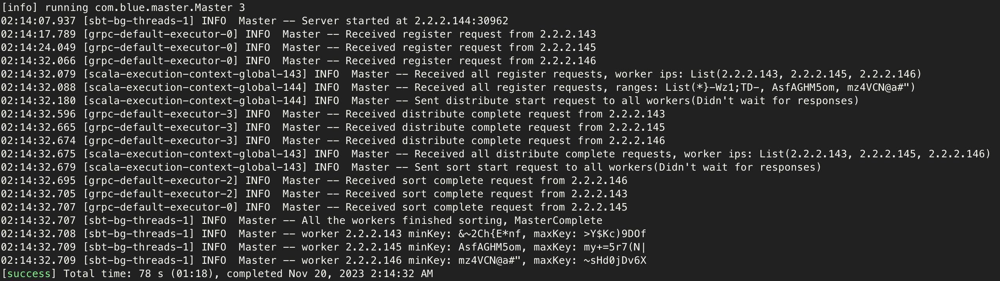 [info] running com.blue.master.Master 3
02:14:07.937 [sbt-bg-threads-1] INFO  Master -- Server started at 2.2.2.144:30962
02:14:17.789 [grpc-default-executor-0] INFO  Master -- Received register request from 2.2.2.143
02:14:24.049 [grpc-default-executor-0] INFO  Master -- Received register request from 2.2.2.145
02:14:32.066 [grpc-default-executor-0] INFO  Master -- Received register request from 2.2.2.146
02:14:32.079 [scala-execution-context-global-143] INFO  Master -- Received all register requests, worker ips: List(2.2.2.143, 2.2.2.145, 2.2.2.146)
02:14:32.088 [scala-execution-context-global-144] INFO  Master -- Received all register requests, ranges: List(*}-Wz1;TD-, AsfAGHM5om, mz4VCN@a#")
02:14:32.180 [scala-execution-context-global-144] INFO  Master -- Sent distribute start request to all workers(Didn't wait for responses)
02:14:32.596 [grpc-default-executor-3] INFO  Master -- Received distribute complete request from 2.2.2.143
02:14:32.665 [grpc-default-executor-3] INFO  Master -- Received distribute complete request from 2.2.2.145
02:14:32.674 [grpc-default-executor-3] INFO  Master -- Received distribute complete request from 2.2.2.146
02:14:32.675 [scala-execution-context-global-143] INFO  Master -- Received all distribute complete requests, worker ips: List(2.2.2.143, 2.2.2.145, 2.2.2.146)
02:14:32.679 [scala-execution-context-global-143] INFO  Master -- Sent sort start request to all workers(Didn't wait for responses)
02:14:32.695 [grpc-default-executor-2] INFO  Master -- Received sort complete request from 2.2.2.146
02:14:32.705 [grpc-default-executor-2] INFO  Master -- Received sort complete request from 2.2.2.143
02:14:32.707 [grpc-default-executor-0] INFO  Master -- Received sort complete request from 2.2.2.145
02:14:32.707 [sbt-bg-threads-1] INFO  Master -- All the workers finished sorting, MasterComplete
02:14:32.708 [sbt-bg-threads-1] INFO  Master -- worker 2.2.2.143 minKey: &~2Ch{E*nf, maxKey: >Y$Kc)9DOf
02:14:32.709 [sbt-bg-threads-1] INFO  Master -- worker 2.2.2.145 minKey: AsfAGHM5om, maxKey: my+=5r7(N|
02:14:32.709 [sbt-bg-threads-1] INFO  Master -- worker 2.2.2.146 minKey: mz4VCN@a#", maxKey: ~sHd0jDv6X
[success] Total time: 78 s (01:18), completed Nov 20, 2023 2:14:32 AM